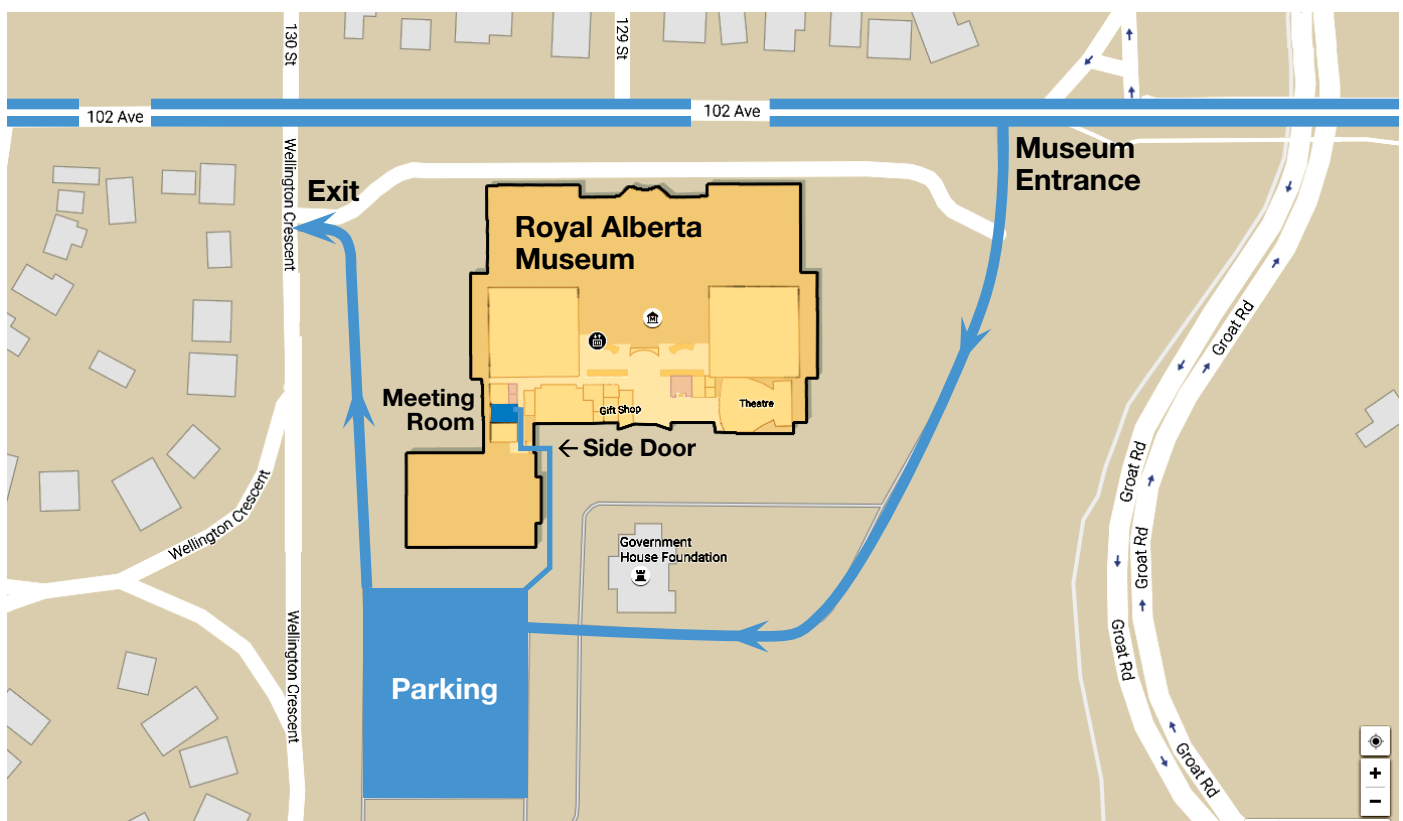 130 St
129 St
102 Ave
102 Ave
Museum
Entrance
Wellington Crescent
Exit
Royal Alberta
Museum
Groat Rd
Meeting
Room
Gift Shop
Theatre
← Side Door
Groat Rd
Wellington Crescent
Government
House Foundation
Groat Rd
Wellington Crescent
Groat Rd
Parking
Groat Rd
+
−